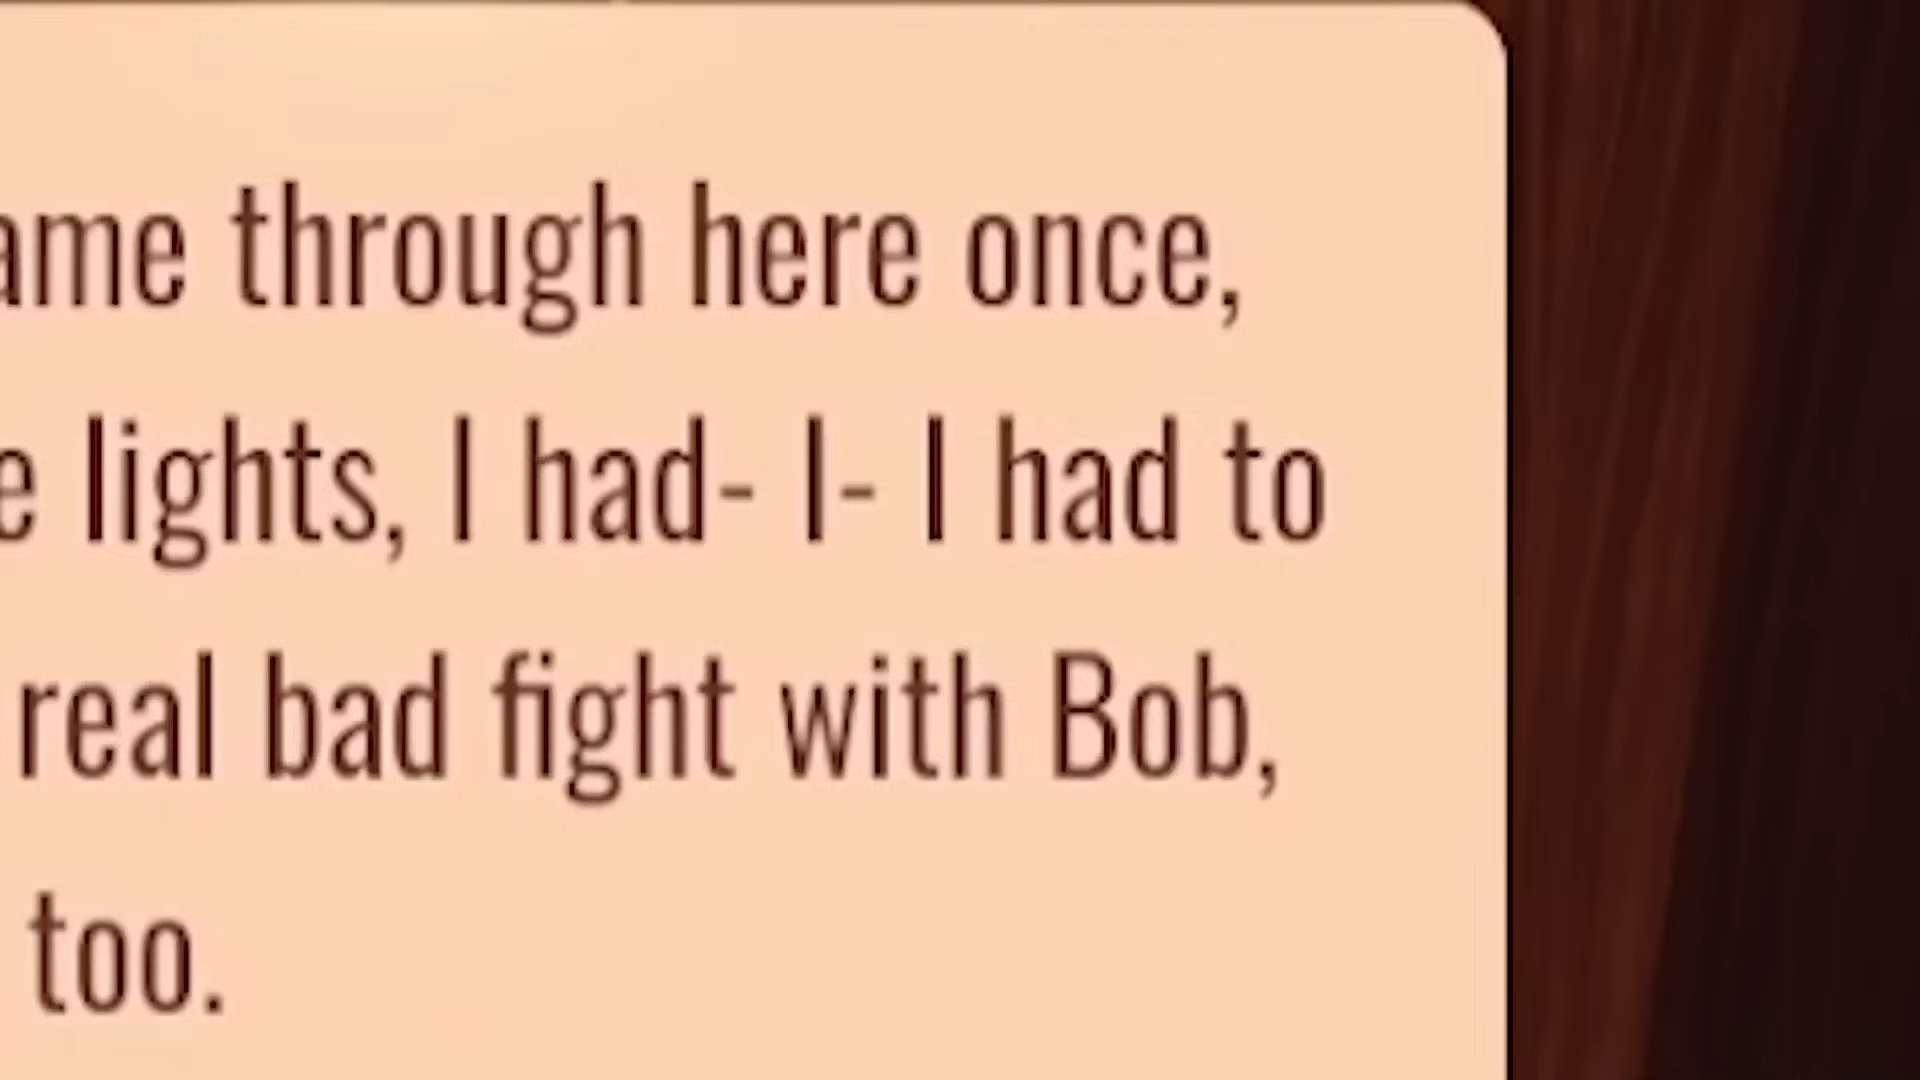 ame through here once,
e lights, I had- I- I had to
real bad fight with Bob,
too.